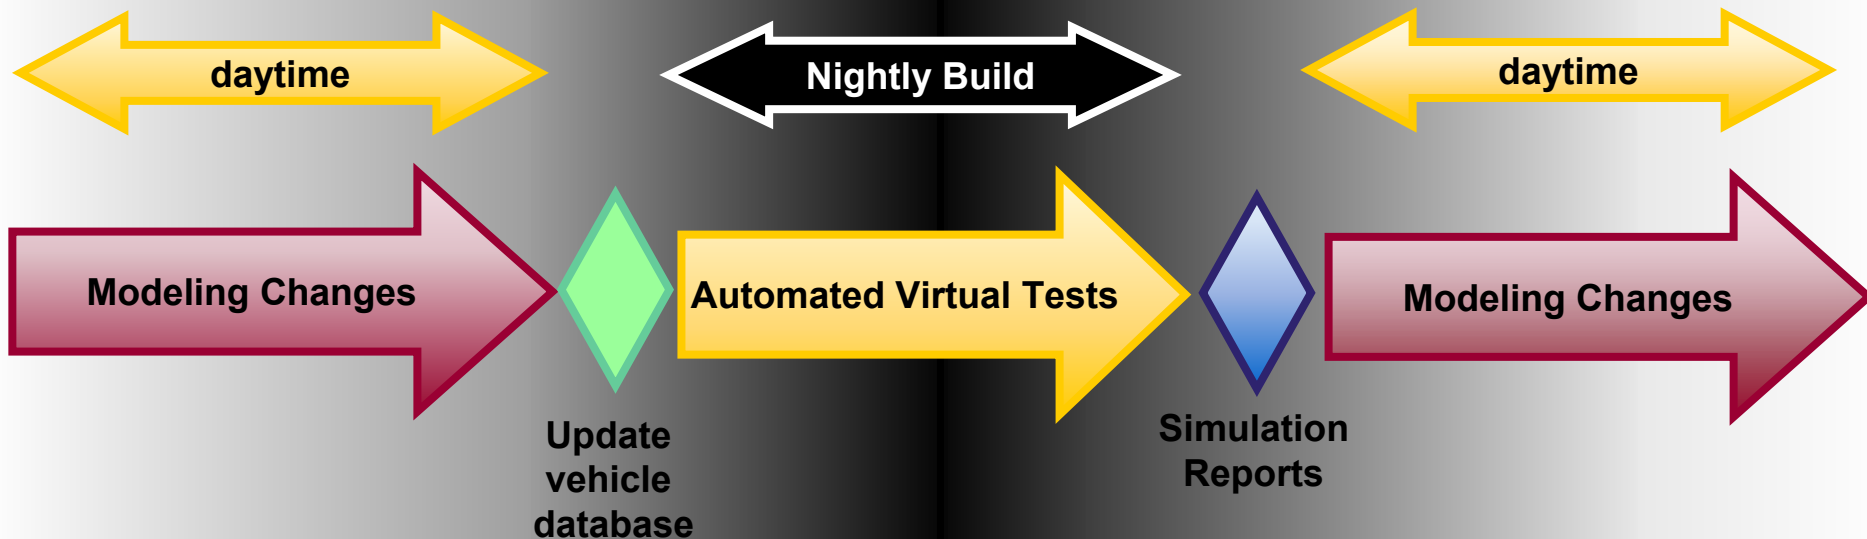 daytime
Nightly Build
daytime
Modeling Changes
Automated Virtual Tests
Modeling Changes
Update
vehicle
database
Simulation
Reports